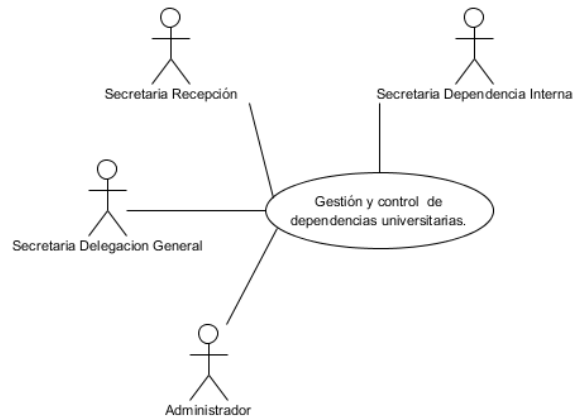 Secretaria Recepción
Secretaria Dependencia Interna
Gestión y control de
dependencias universitarias.
Secretaria Delegacion General
Administrador